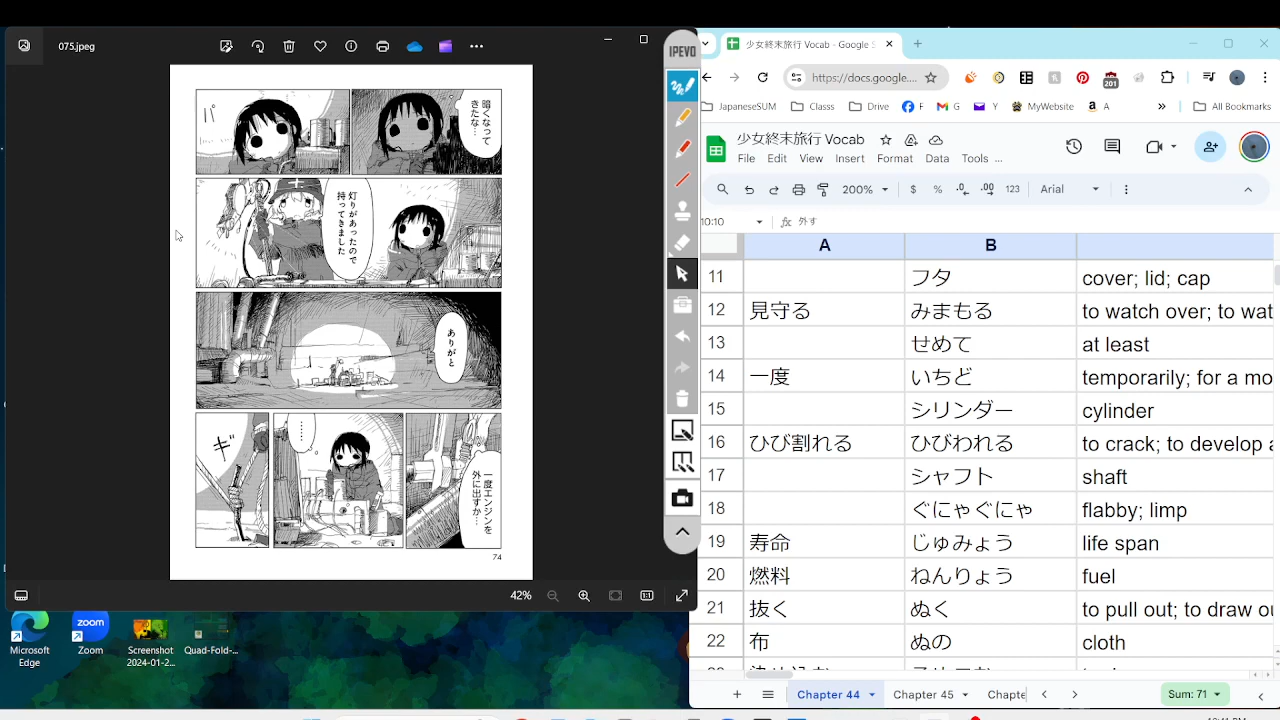 075.jpeg
暗くなって
きたな…
パ
灯りがあったので
持ってきました
ありがと
一度エンジンを
外に出すか…
……
ギ
74
42%
1:1
Microsoft
Edge
zoom
Zoom
Screenshot
2024-01-2...
Quad-Fold-...
IPEVO
少女終末旅行 Vocab - Google S
https://docs.google....
201
JapaneseSUM
Classs
Drive
F
G
Y
MyWebsite
A
»
All Bookmarks
少女終末旅行 Vocab
File Edit View Insert Form Data Tools ...
200% $ % .0 .00 123 Arial
10:10 fx 外す
A B
11 フタ cover; lid; cap
12 見守る みまもる to watch over; to wat
13 せめて at least
14 一度 いちど temporarily; for a mo
15 シリンダー cylinder
16 ひび割れる ひびわれる to crack; to develop a
17 シャフト shaft
18 ぐにゃぐにゃ flabby; limp
19 寿命 じゅみょう life span
20 燃料 ねんりょう fuel
21 抜く ぬく to pull out; to draw ou
22 布 ぬの cloth
+ Chapter 44 Chapter 45 Chapte Sum: 71